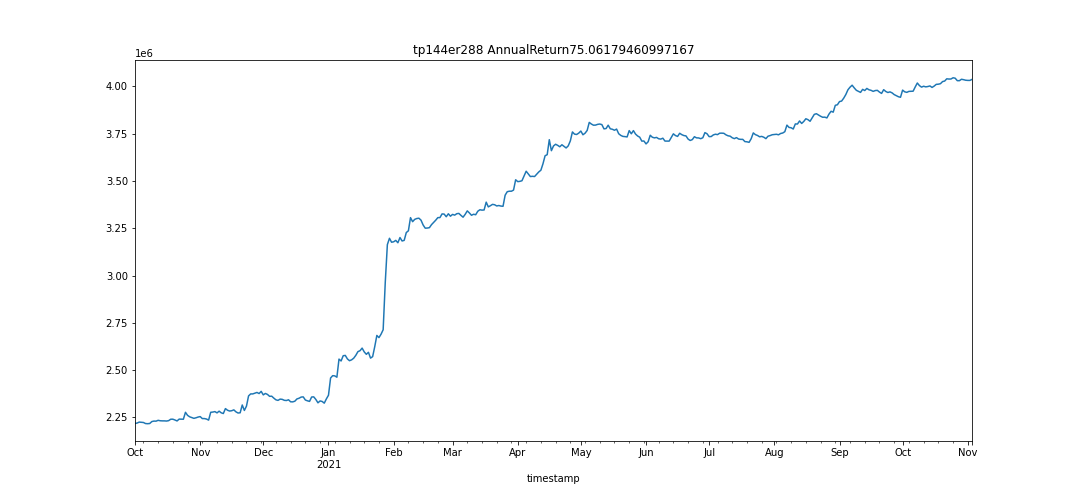 tp144er288 AnnualReturn75.06179460997167
1e6
4.00
3.75
3.50
3.25
3.00
2.75
2.50
2.25
Oct Nov Dec Jan Feb Mar Apr May Jun Jul Aug Sep Oct Nov
2021
timestamp